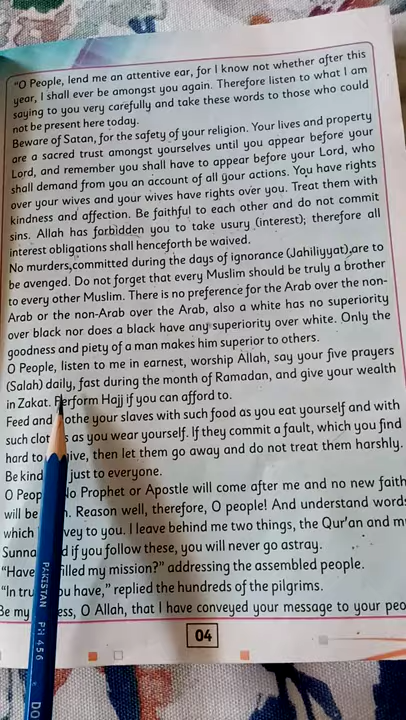 "O People, lend me an attentive ear, for I know not whether after this
year, I shall ever be amongst you again. Therefore listen to what I am
saying to you very carefully and take these words to those who could
not be present here today.
Beware of Satan, for the safety of your religion. Your lives and property
are a sacred trust amongst yourselves until you appear before your
Lord, and remember you shall have to appear before your Lord, who
shall demand from you an account of all your actions. You have rights
over your wives and your wives have rights over you. Treat them with
kindness and affection. Be faithful to each other and do not commit
sins. Allah has forbidden you to take usury (interest); therefore all
interest obligations shall henceforth be waived.
No murders,committed during the days of ignorance (Jahiliyyat),are to
be avenged. Do not forget that every Muslim should be truly a brother
to every other Muslim. There is no preference for the Arab over the non-
Arab or the non-Arab over the Arab, also a white has no superiority
over black nor does a black have any superiority over white. Only the
goodness and piety of a man makes him superior to others.
O People, listen to me in earnest, worship Allah, say your five prayers
(Salah) daily, fast during the month of Ramadan, and give your wealth
in Zakat. Perform Hajj if you can afford to.
Feed and othe your slaves with such food as you eat yourself and with
such clo s as you wear yourself. If they commit a fault, which you find
hard to ive, then let them go away and do not treat them harshly.
Be kind just to everyone.
O Peop No Prophet or Apostle will come after me and no new faith
will be n. Reason well, therefore, O people! And understand words
which vey to you. I leave behind me two things, the Qur'an and m
Sunna d if you follow these, you will never go astray.
"Have filled my mission?" addressing the assembled people.
"In tru ou have," replied the hundreds of the pilgrims.
Be my ess, O Allah, that I have conveyed your message to your peo
04
PAKISTAN PSI 456
DO